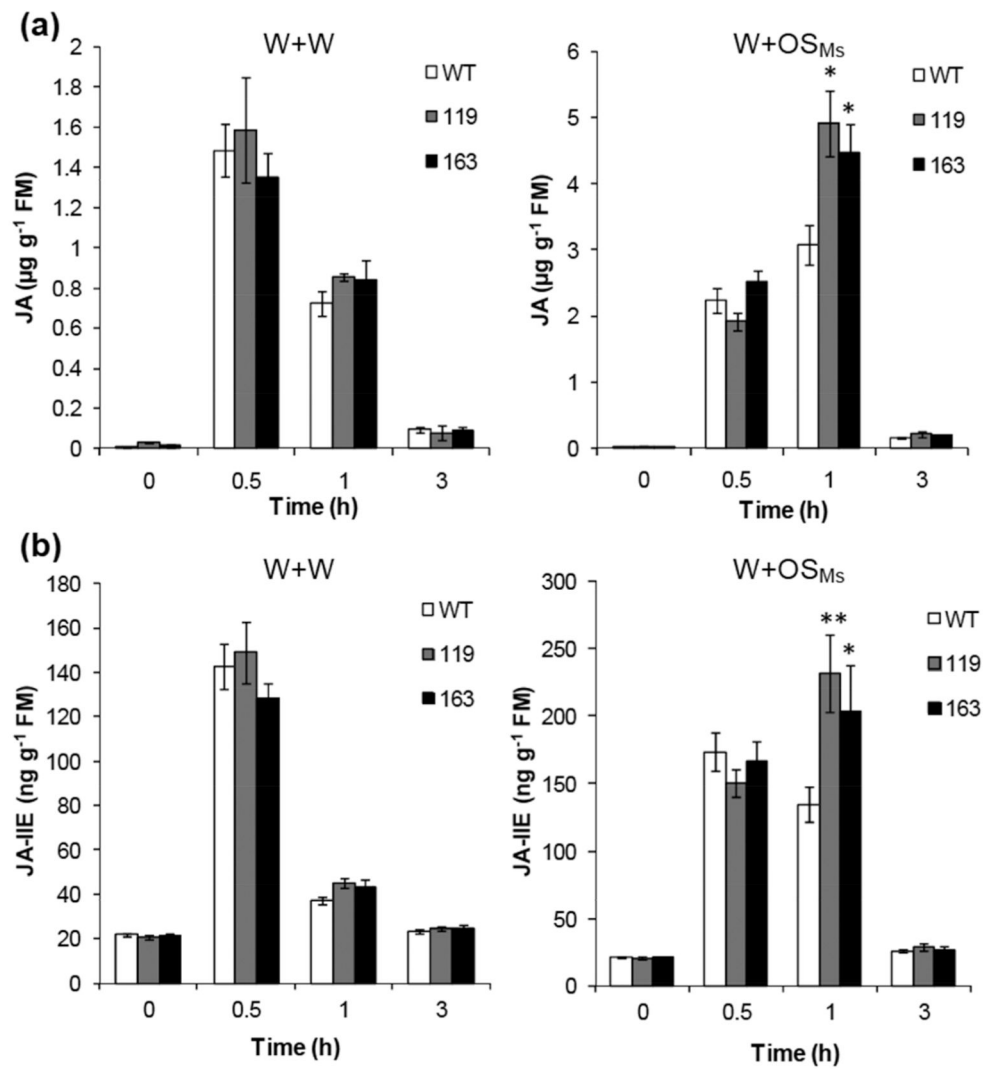 (a)
W+W
2
1.8
1.6
1.4
1.2
1
0.8
0.6
0.4
0.2
0
JA (µg g⁻¹ FM)
WT
119
163
0 0.5 1 3
Time (h)
W+OS_Ms
6
5
4
3
2
1
0
JA (µg g⁻¹ FM)
* *
WT
119
163
0 0.5 1 3
Time (h)
(b)
W+W
180
160
140
120
100
80
60
40
20
0
JA-IlE (ng g⁻¹ FM)
WT
119
163
0 0.5 1 3
Time (h)
W+OS_Ms
300
250
200
150
100
50
0
JA-IlE (ng g⁻¹ FM)
** *
WT
119
163
0 0.5 1 3
Time (h)